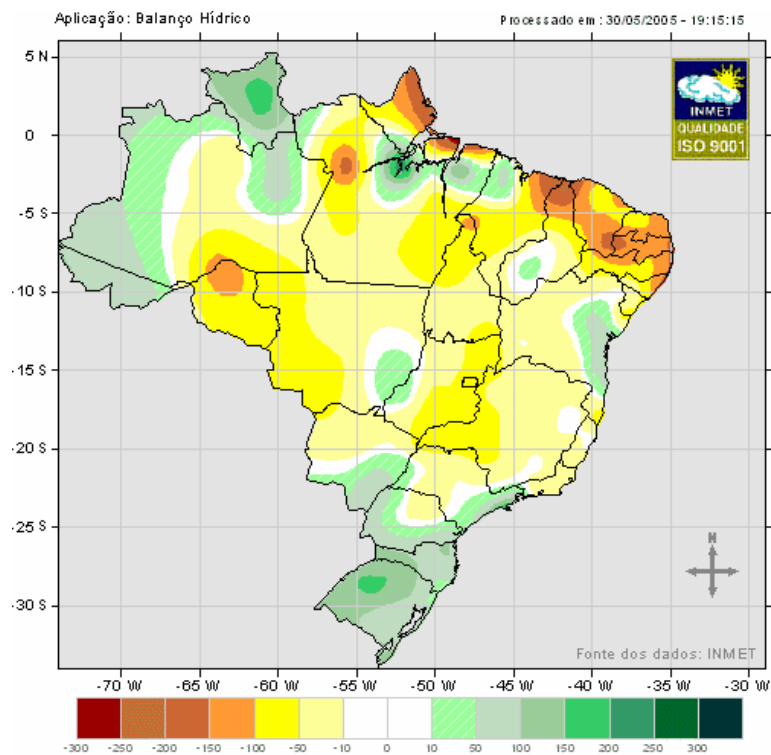 Aplicação: Balanço Hídrico
Processado em : 30/05/2005 - 19:15:15
5 N
0
-5 S
-10 S
-15 S
-20 S
-25 S
-30 S
INMET
QUALIDADE
ISO 9001
N
Fonte dos dados: INMET
-70 W -65 W -60 W -55 W -50 W -45 W -40 W -35 W -30 W
-300 -250 -200 -150 -100 -50 -10 0 10 50 100 150 200 250 300